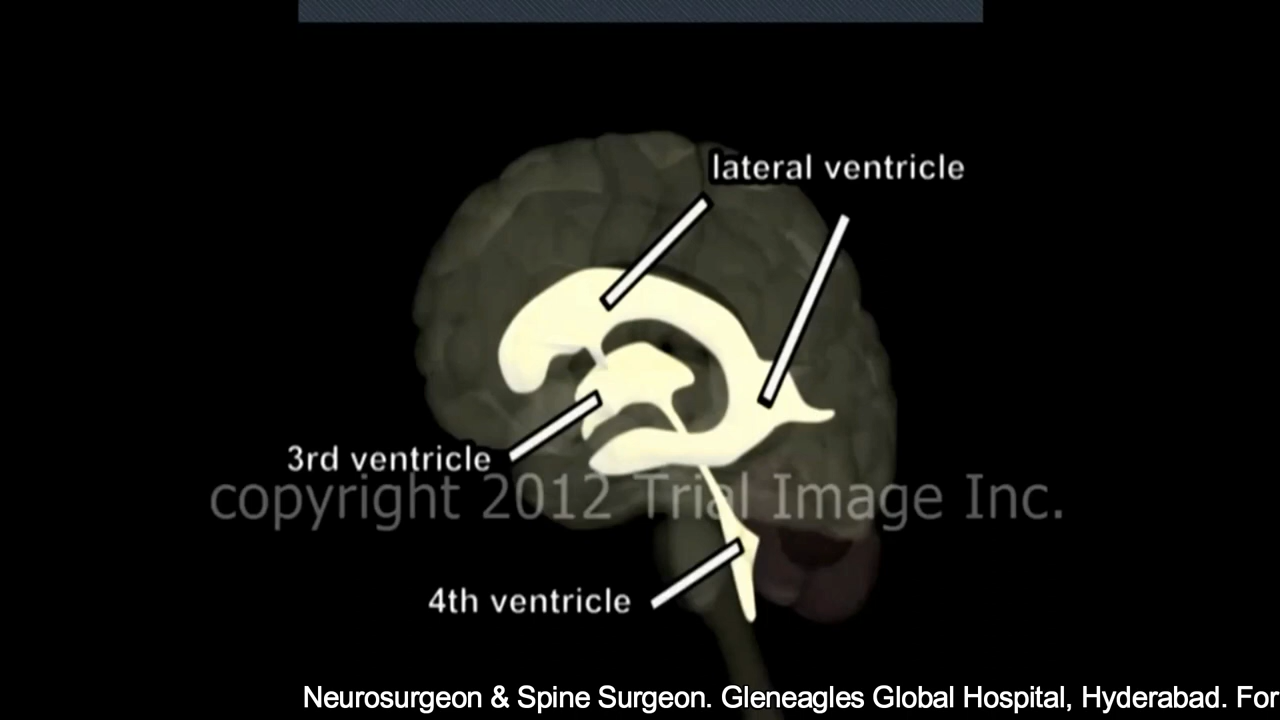 lateral ventricle
3rd ventricle
copyright 2012 Trial Image Inc.
4th ventricle
Neurosurgeon & Spine Surgeon. Gleneagles Global Hospital, Hyderabad. For